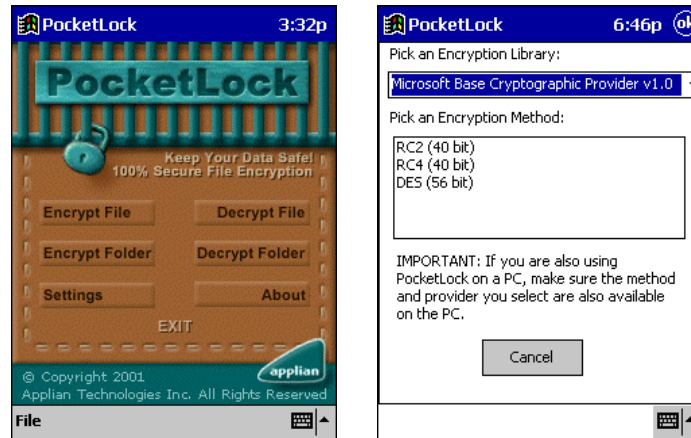 PocketLock 3:32p
PocketLock
Keep Your Data Safe!
100% Secure File Encryption
Encrypt File Decrypt File
Encrypt Folder Decrypt Folder
Settings About
EXIT
applian
© Copyright 2001
Applian Technologies Inc. All Rights Reserved
File
PocketLock 6:46p ok
Pick an Encryption Library:
Microsoft Base Cryptographic Provider v1.0
Pick an Encryption Method:
RC2 (40 bit)
RC4 (40 bit)
DES (56 bit)
IMPORTANT: If you are also using
PocketLock on a PC, make sure the method
and provider you select are also available
on the PC.
Cancel